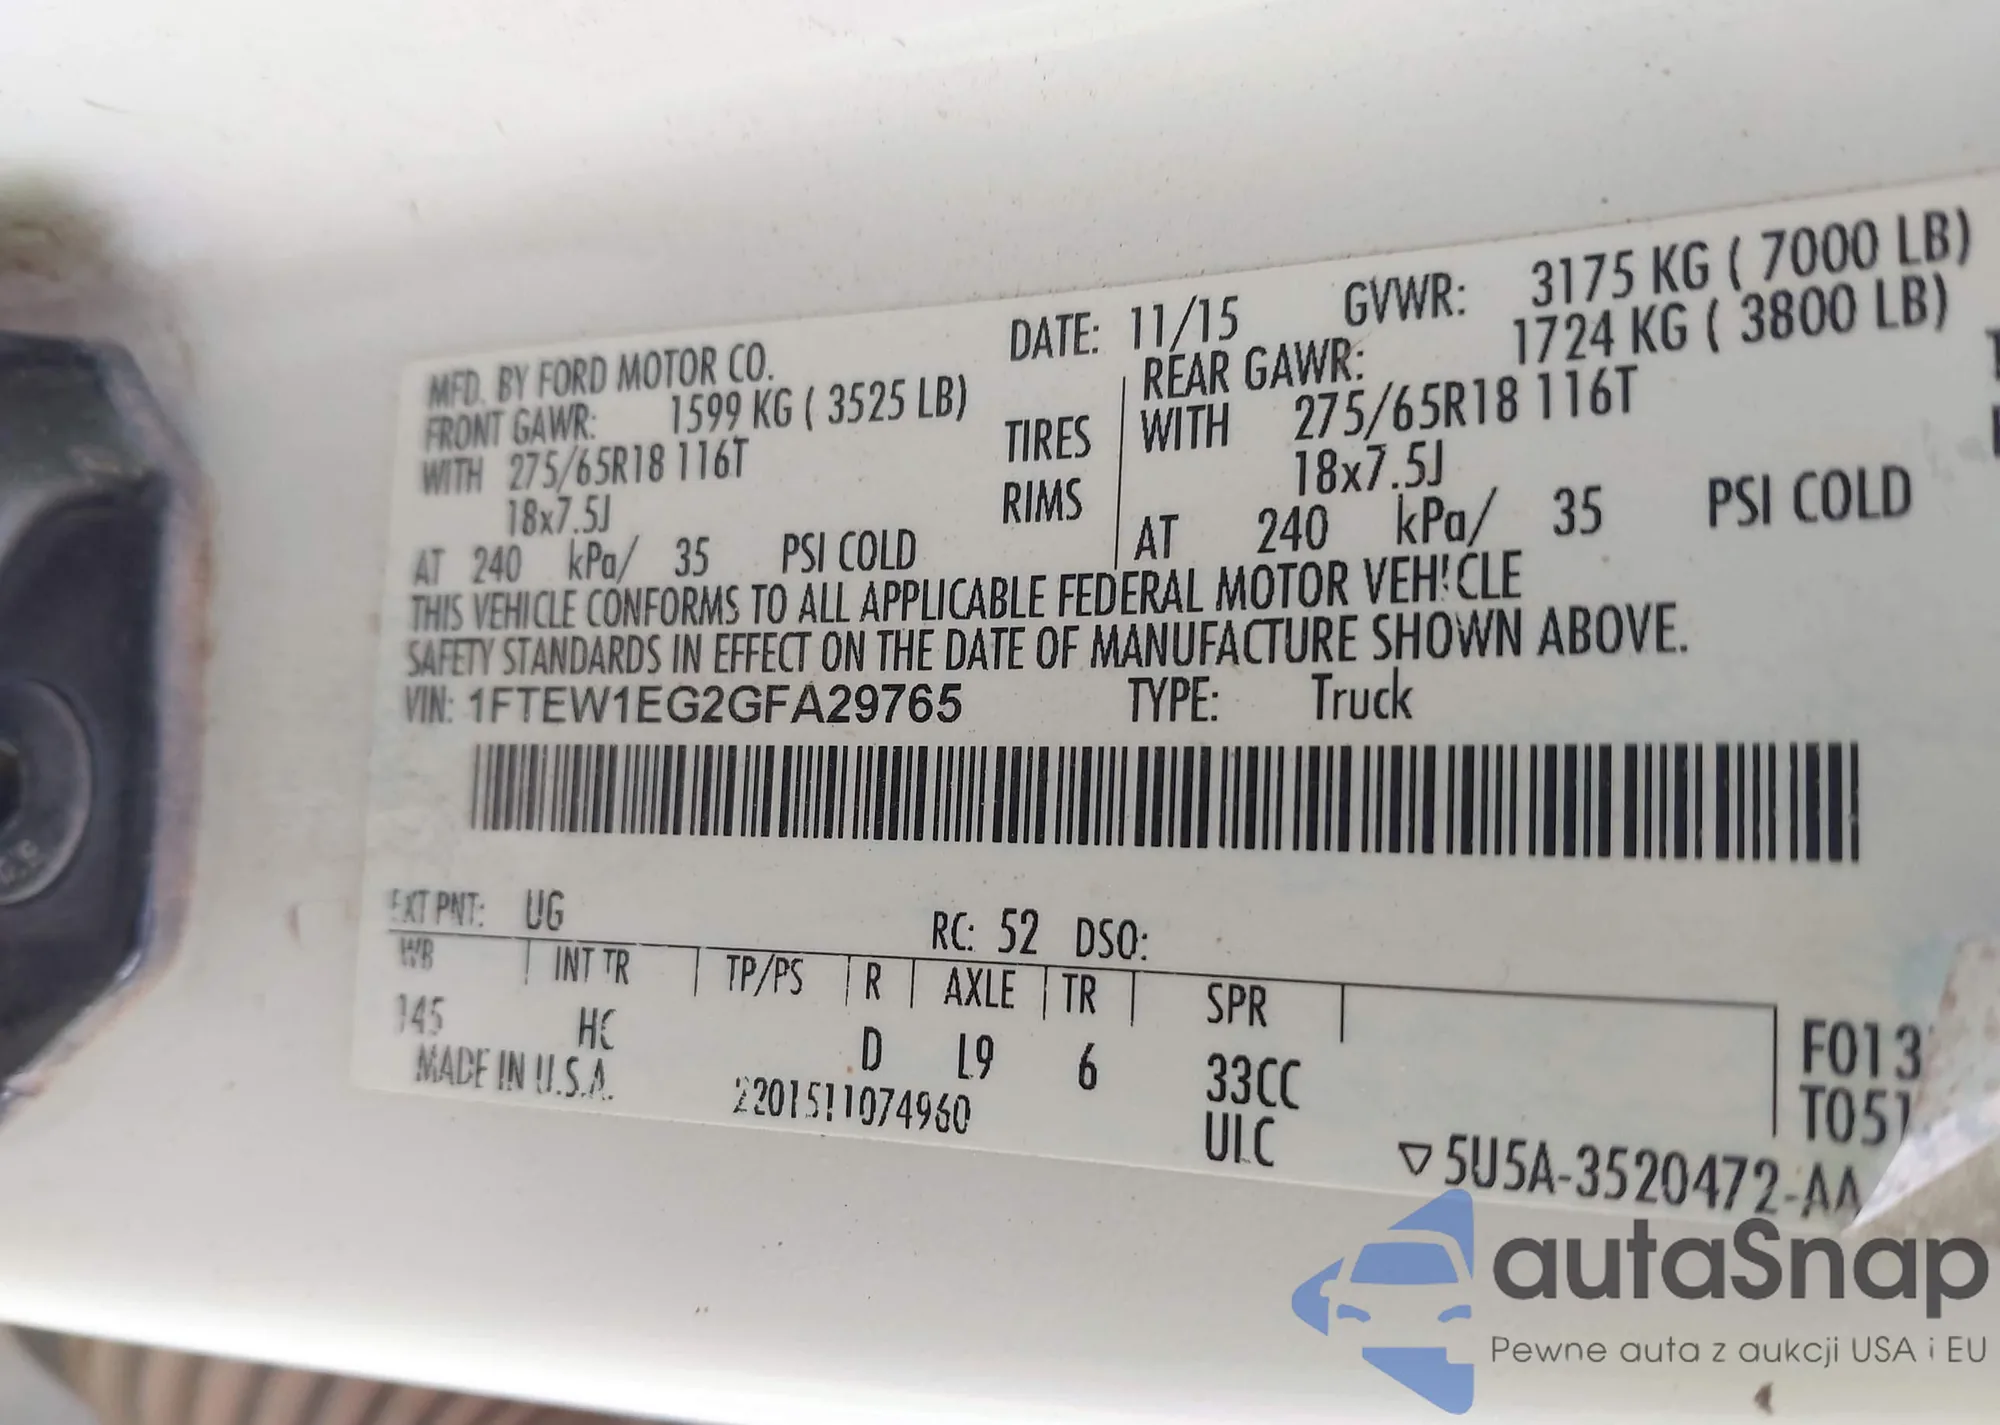 MFD. BY FORD MOTOR CO. DATE: 11/15 GVWR: 3175 KG ( 7000 LB)
FRONT GAWR: 1599 KG ( 3525 LB) REAR GAWR: 1724 KG ( 3800 LB)
WITH 275/65R18 116T TIRES WITH 275/65R18 116T
18x7.5J RIMS 18x7.5J
AT 240 kPa/ 35 PSI COLD AT 240 kPa/ 35 PSI COLD
THIS VEHICLE CONFORMS TO ALL APPLICABLE FEDERAL MOTOR VEHICLE
SAFETY STANDARDS IN EFFECT ON THE DATE OF MANUFACTURE SHOWN ABOVE.
VIN: 1FTEW1EG2GFA29765 TYPE: Truck
EXT PNT: UG RC: 52 DSO:
WB INT TR TP/PS R AXLE TR SPR
145 HC D L9 6 33CC F013
MADE IN U.S.A. 2201511074960 ULC T051
5U5A-3520472-AA
autaSnap
Pewne auta z aukcji USA i EU